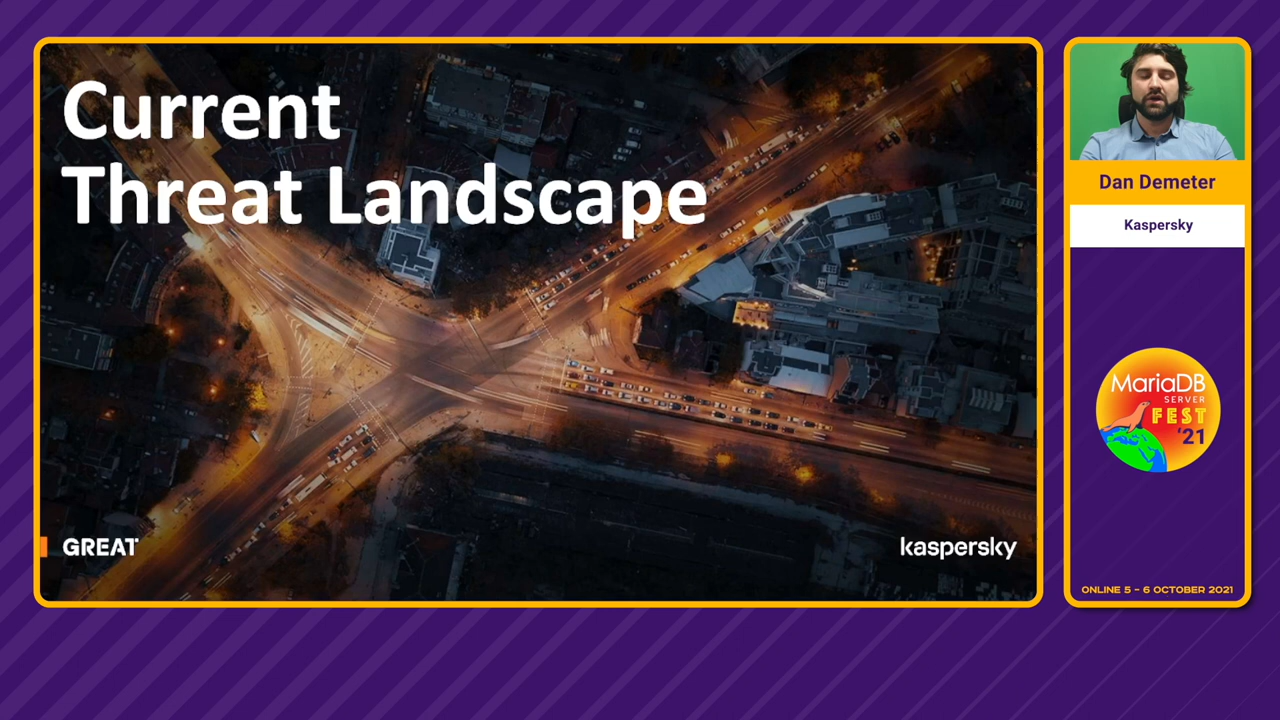 Current
Threat Landscape
GREAT
kaspersky
Dan Demeter
Kaspersky
MariaDB
SERVER
FEST
'21
ONLINE 5 - 6 OCTOBER 2021